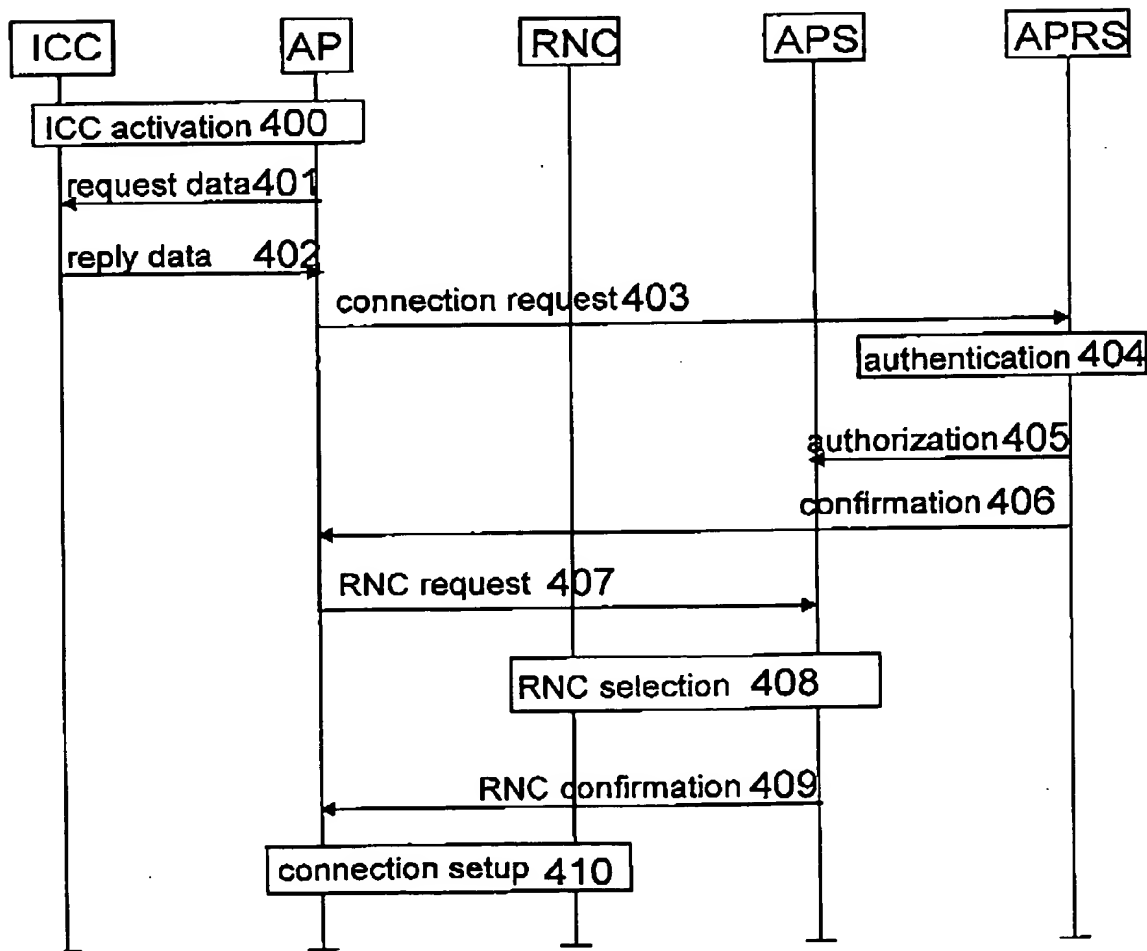 ICC AP RNC APS APRS
ICC activation 400
request data 401
reply data 402
connection request 403
authentication 404
authorization 405
confirmation 406
RNC request 407
RNC selection 408
RNC confirmation 409
connection setup 410